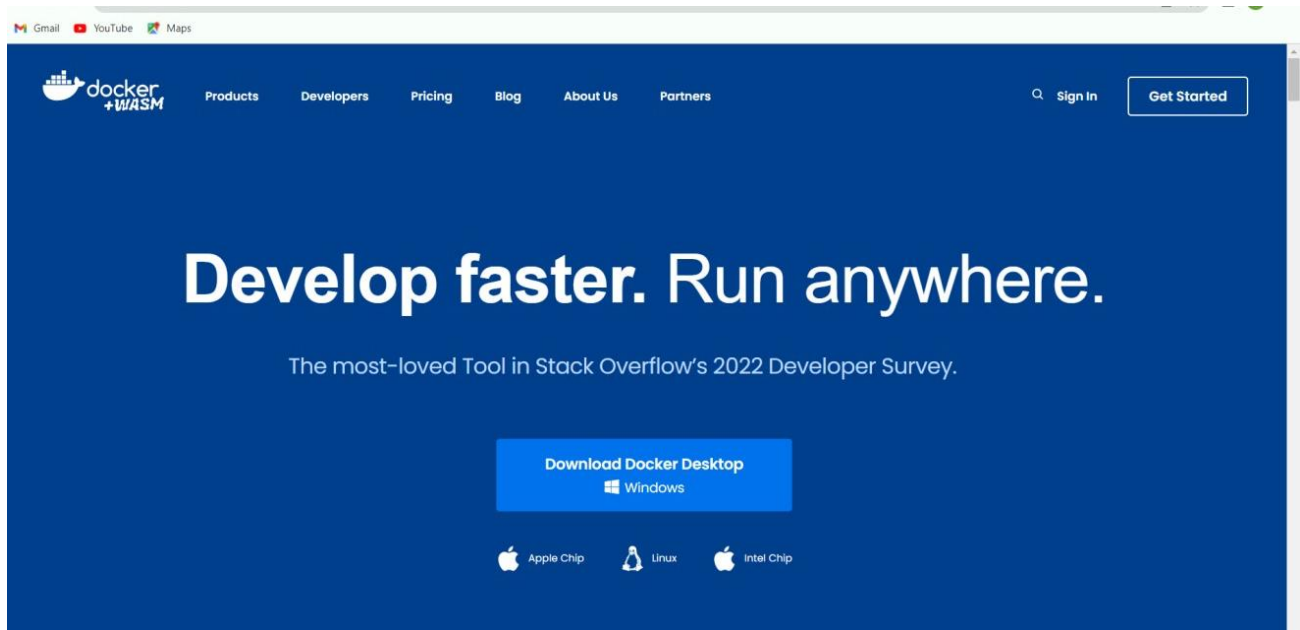 Gmail YouTube Maps
docker
+WASM
Products Developers Pricing Blog About Us Partners Sign In Get Started
Develop faster. Run anywhere.
The most-loved Tool in Stack Overflow's 2022 Developer Survey.
Download Docker Desktop
Windows
Apple Chip Linux Intel Chip